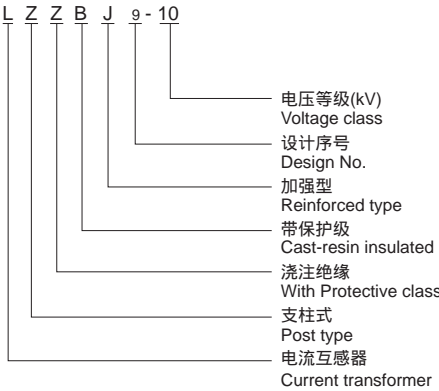 L Z Z B J 9 - 10
电压等级(kV)
Voltage class
设计序号
Design No.
加强型
Reinforced type
带保护级
Cast-resin insulated
浇注绝缘
With Protective class
支柱式
Post type
电流互感器
Current transformer